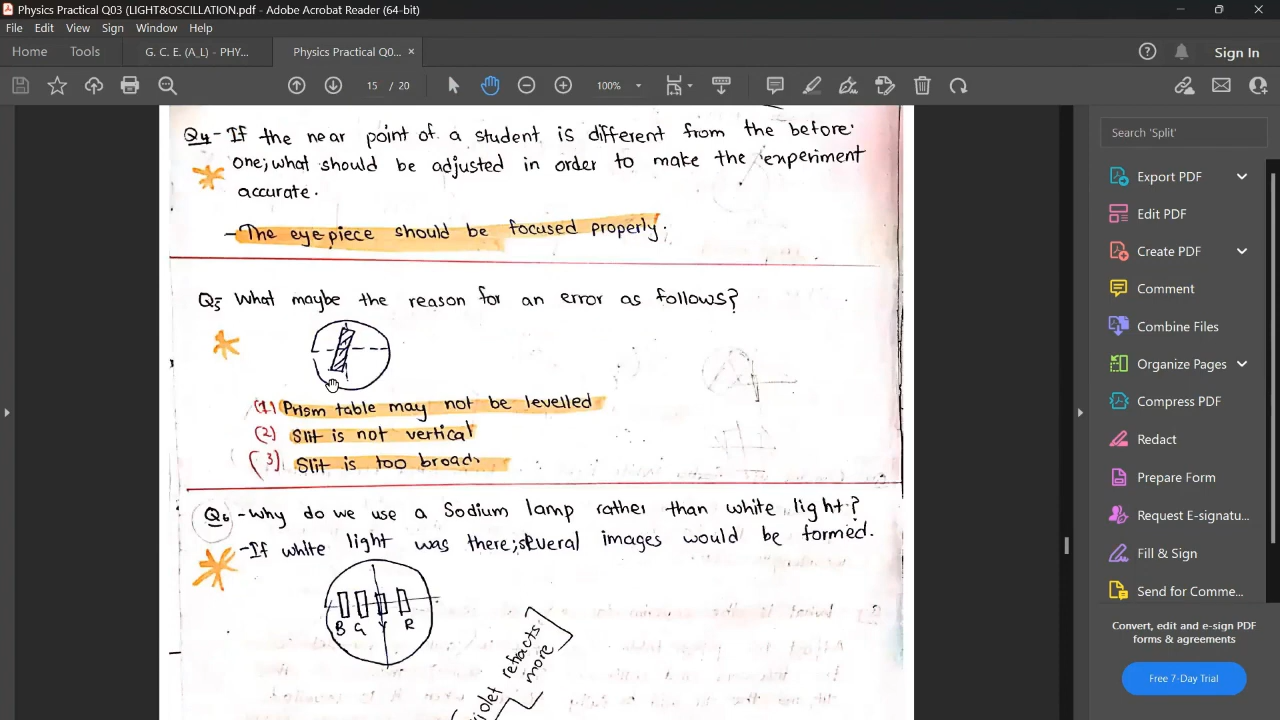 Physics Practical Q03 (LIGHT&OSCILLATION.pdf - Adobe Acrobat Reader (64-bit)
File Edit View Sign Window Help
Home Tools G. C. E. (A_L) - PHY... Physics Practical Q0... × Sign In
15 / 20 100%
Search 'Split'
Export PDF
Edit PDF
Create PDF
Comment
Combine Files
Organize Pages
Compress PDF
Redact
Prepare Form
Request E-signatu...
Fill & Sign
Send for Comme...
Convert, edit and e-sign PDF
forms & agreements
Free 7-Day Trial
Q4- If the near point of a student is different from the before
one; what should be adjusted in order to make the experiment
accurate.
- The eyepiece should be focused properly.
Q5 What maybe the reason for an error as follows?
(1) Prism table may not be levelled
(2) Slit is not vertical
(3) Slit is too broad
Q6 - Why do we use a Sodium lamp rather than white light?
- If white light was there; several images would be formed.
B G Y R
violet refracts
more